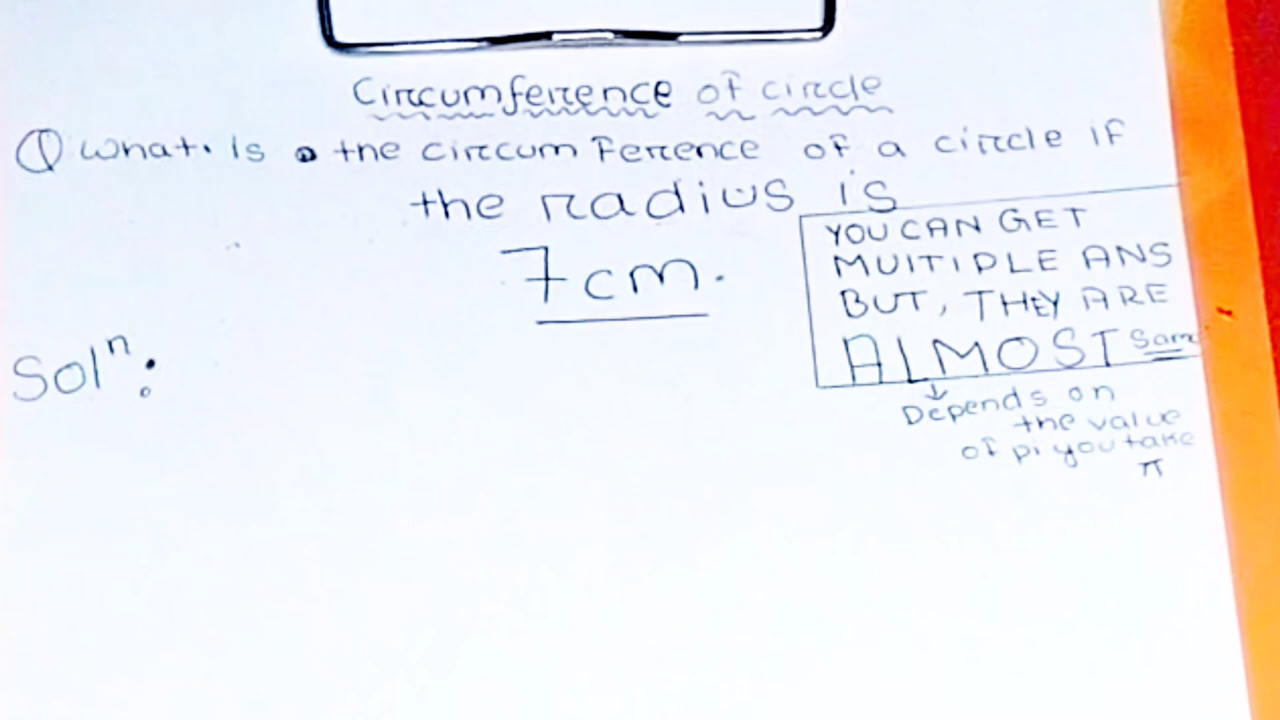 Circumference of circle
① what. is the circumference of a circle if
the radius is
7cm.
YOU CAN GET
MUITIPLE ANS
BUT, THEY ARE
ALMOST Same
↓
Depends on
the value
of pi you take
π
Solⁿ: